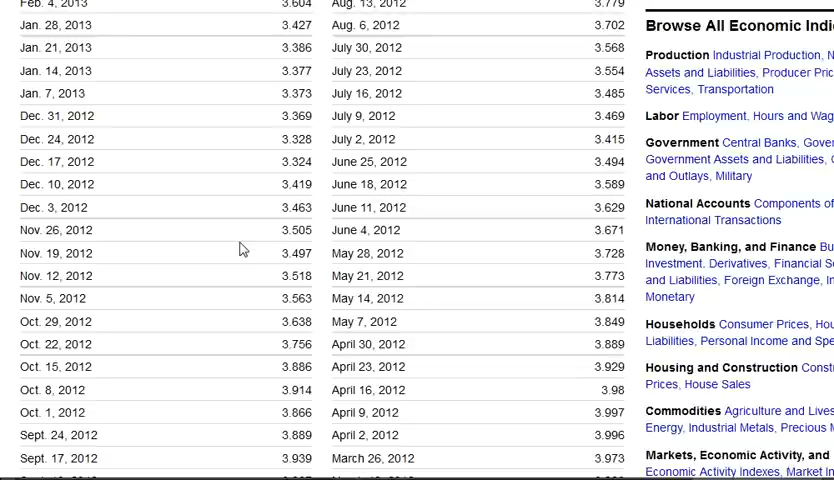 Feb. 4, 2013 3.604 Aug. 13, 2012 3.779
Jan. 28, 2013 3.427 Aug. 6, 2012 3.702
Jan. 21, 2013 3.386 July 30, 2012 3.568
Jan. 14, 2013 3.377 July 23, 2012 3.554
Jan. 7, 2013 3.373 July 16, 2012 3.485
Dec. 31, 2012 3.369 July 9, 2012 3.469
Dec. 24, 2012 3.328 July 2, 2012 3.415
Dec. 17, 2012 3.324 June 25, 2012 3.494
Dec. 10, 2012 3.419 June 18, 2012 3.589
Dec. 3, 2012 3.463 June 11, 2012 3.629
Nov. 26, 2012 3.505 June 4, 2012 3.671
Nov. 19, 2012 3.497 May 28, 2012 3.728
Nov. 12, 2012 3.518 May 21, 2012 3.773
Nov. 5, 2012 3.563 May 14, 2012 3.814
Oct. 29, 2012 3.638 May 7, 2012 3.849
Oct. 22, 2012 3.756 April 30, 2012 3.889
Oct. 15, 2012 3.886 April 23, 2012 3.929
Oct. 8, 2012 3.914 April 16, 2012 3.98
Oct. 1, 2012 3.866 April 9, 2012 3.997
Sept. 24, 2012 3.889 April 2, 2012 3.996
Sept. 17, 2012 3.939 March 26, 2012 3.973
Browse All Economic Indi
Production Industrial Production, N
Assets and Liabilities, Producer Pric
Services, Transportation
Labor Employment, Hours and Wag
Government Central Banks, Gover
Government Assets and Liabilities, G
and Outlays, Military
National Accounts Components of
International Transactions
Money, Banking, and Finance Bu
Investment, Derivatives, Financial Se
and Liabilities, Foreign Exchange, In
Monetary
Households Consumer Prices, Hou
Liabilities, Personal Income and Spe
Housing and Construction Constr
Prices, House Sales
Commodities Agriculture and Lives
Energy, Industrial Metals, Precious M
Markets, Economic Activity, and
Economic Activity Indexes, Market In